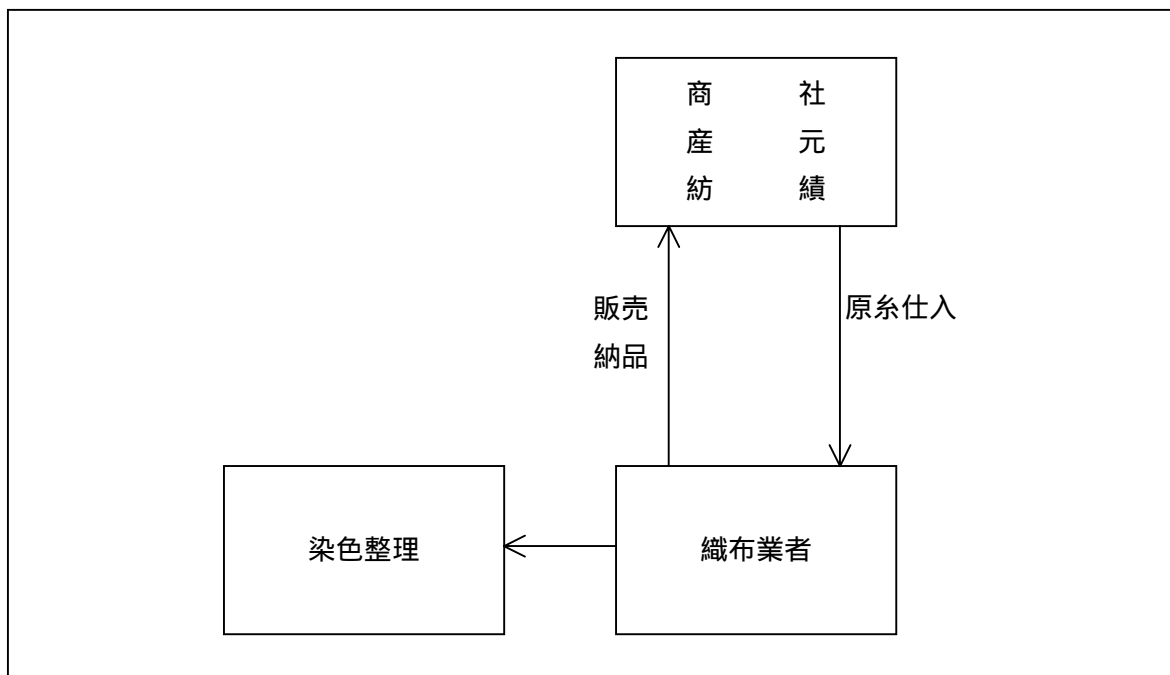 商 社
産 元
紡 績
販売
納品
原糸仕入
染色整理
織布業者